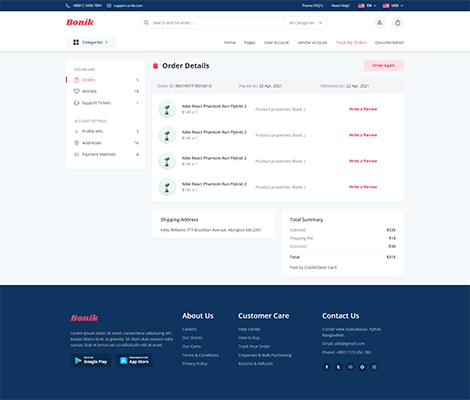 +88012 3456 7894 support.ui-lib.com Theme FAQ's Need Help? EN USD
Bonik Search and hit enter... All Categories
Categories Home Pages User Account Vendor Account Track My Orders Documentation
DASHBOARD
Orders 5
Wishlist 19
Support Tickets 1
ACCOUNT SETTINGS
Profile Info 3
Addresses 16
Payment Methods 4
Order Details Order Again
Order ID: 9001997718074513 Placed on: 22 Apr, 2021 Delivered on: 22 Apr, 2021
Nike React Phantom Run Flyknit 2
$145 x 1 Product properties: Black, L Write a Review
Nike React Phantom Run Flyknit 2
$145 x 1 Product properties: Black, L Write a Review
Nike React Phantom Run Flyknit 2
$145 x 1 Product properties: Black, L Write a Review
Nike React Phantom Run Flyknit 2
$145 x 1 Product properties: Black, L Write a Review
Shipping Address
Kelly Williams 777 Brockton Avenue, Abington MA 2351
Total Summary
Subtotal: $335
Shipping fee: $10
Discount: -$30
Total $315
Paid by Credit/Debit Card
Bonik
Lorem ipsum dolor sit amet, consectetur
adipiscing elit. Auctor libero id et, in
gravida. Sit diam duis mauris nulla
cursus. Erat et lectus vel ut sollicitudin
elit at amet.
Google Play
App Store
About Us
Careers
Our Stores
Our Cares
Terms & Conditions
Privacy Policy
Customer Care
Help Center
How to Buy
Track Your Order
Corporate & Bulk Purchasing
Returns & Refunds
Contact Us
Corner view, Subidbazar, Sylhet,
Bangladesh.
Email: uilib@gmail.com
Phone: +880 1123 456 780